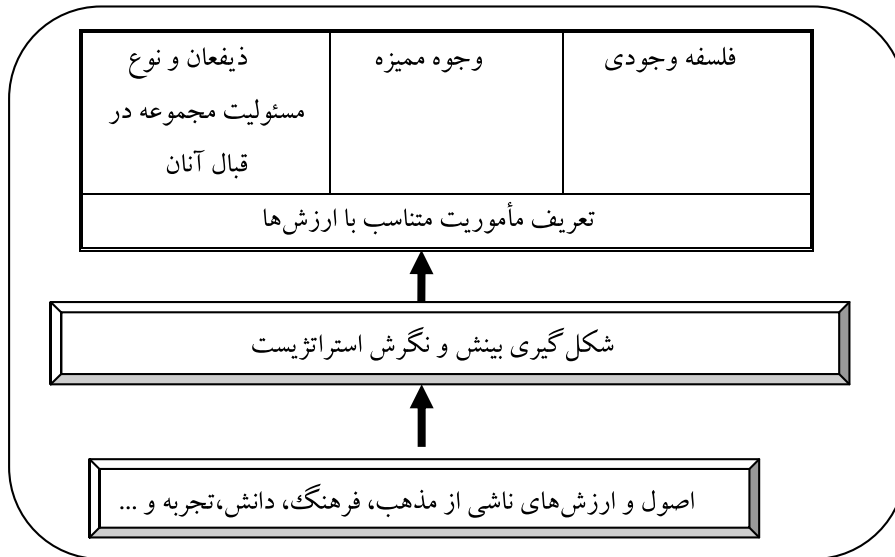 فلسفه وجودی
وجوه ممیزه
ذیفعان و نوع
مسئولیت مجموعه در
قبال آنان
تعریف مأموریت متناسب با ارزش‌ها
شکل‌گیری بینش و نگرش استراتژیست
اصول و ارزش‌های ناشی از مذهب، فرهنگ، دانش،تجربه و ...